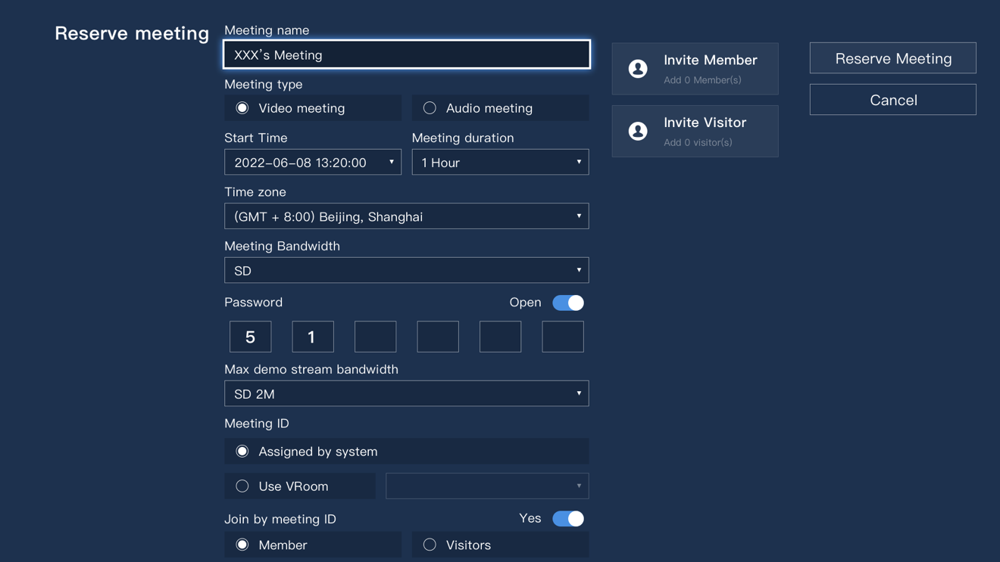 Reserve meeting
Meeting name
XXX's Meeting
Meeting type
Video meeting
Audio meeting
Start Time
Meeting duration
2022-06-08 13:20:00
1 Hour
Time zone
(GMT + 8:00) Beijing, Shanghai
Meeting Bandwidth
SD
Password
Open
5 1
Max demo stream bandwidth
SD 2M
Meeting ID
Assigned by system
Use VRoom
Join by meeting ID
Yes
Member
Visitors
Invite Member
Add 0 Member(s)
Invite Visitor
Add 0 visitor(s)
Reserve Meeting
Cancel